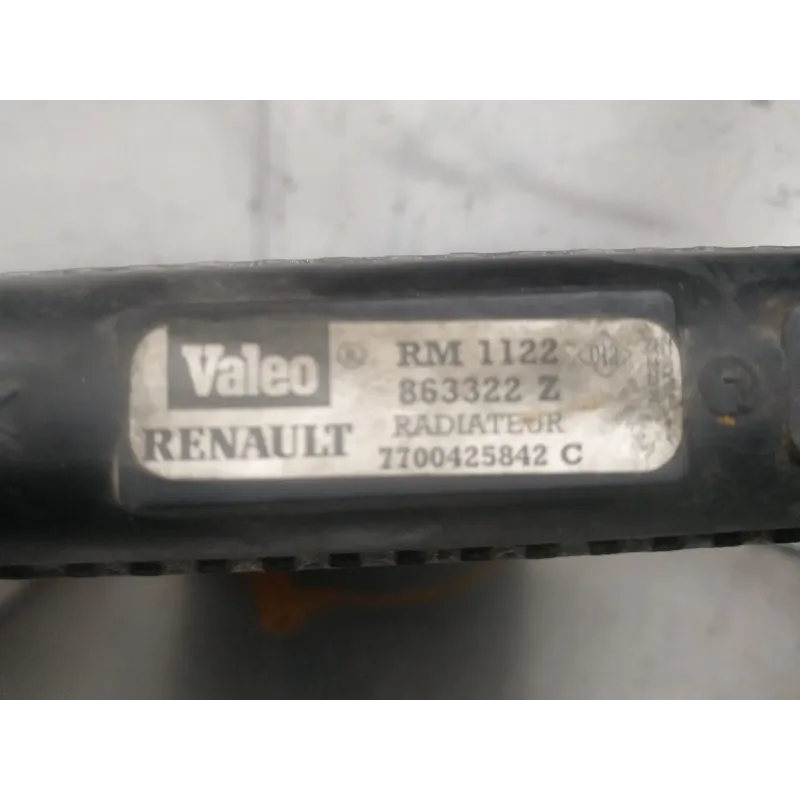 Valeo ® RM 1122
863322 Z
RADIATEUR
RENAULT 7700425842 C